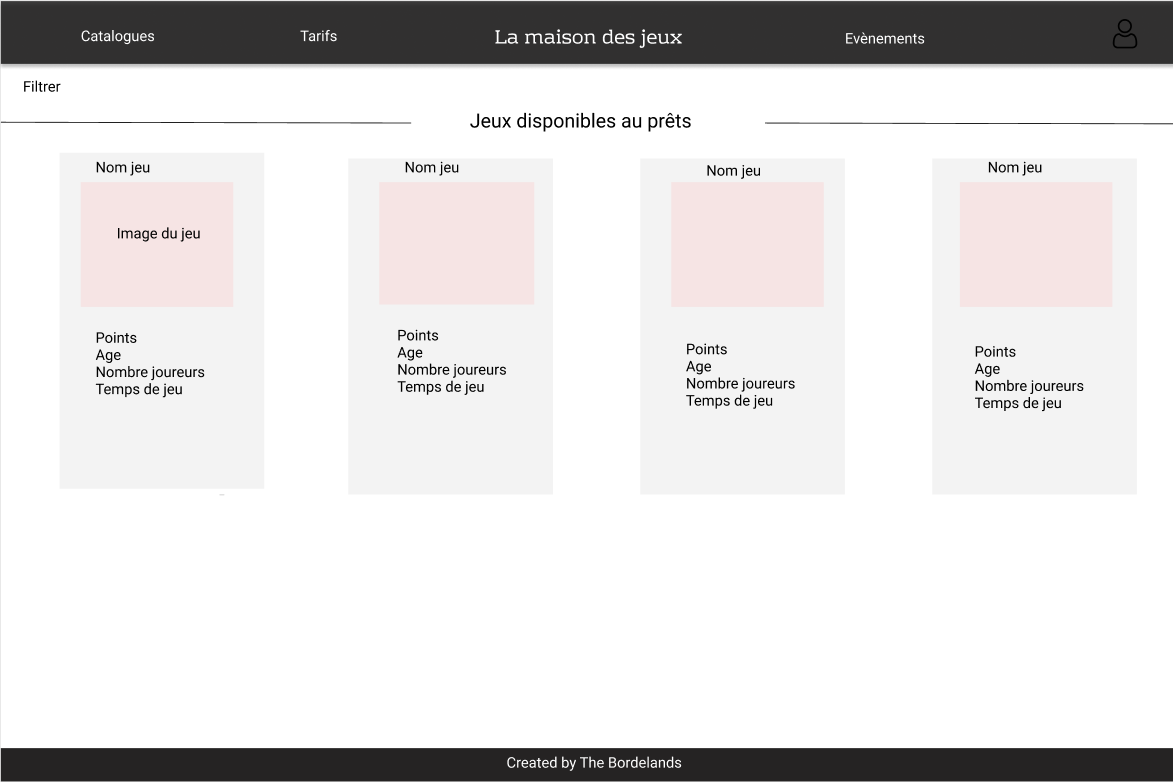 Catalogues
Tarifs
La maison des jeux
Evènements
Filtrer
Jeux disponibles au prêts
Nom jeu
Image du jeu
Points
Age
Nombre joureurs
Temps de jeu
Nom jeu
Points
Age
Nombre joureurs
Temps de jeu
Nom jeu
Points
Age
Nombre joureurs
Temps de jeu
Nom jeu
Points
Age
Nombre joureurs
Temps de jeu
Created by The Bordelands